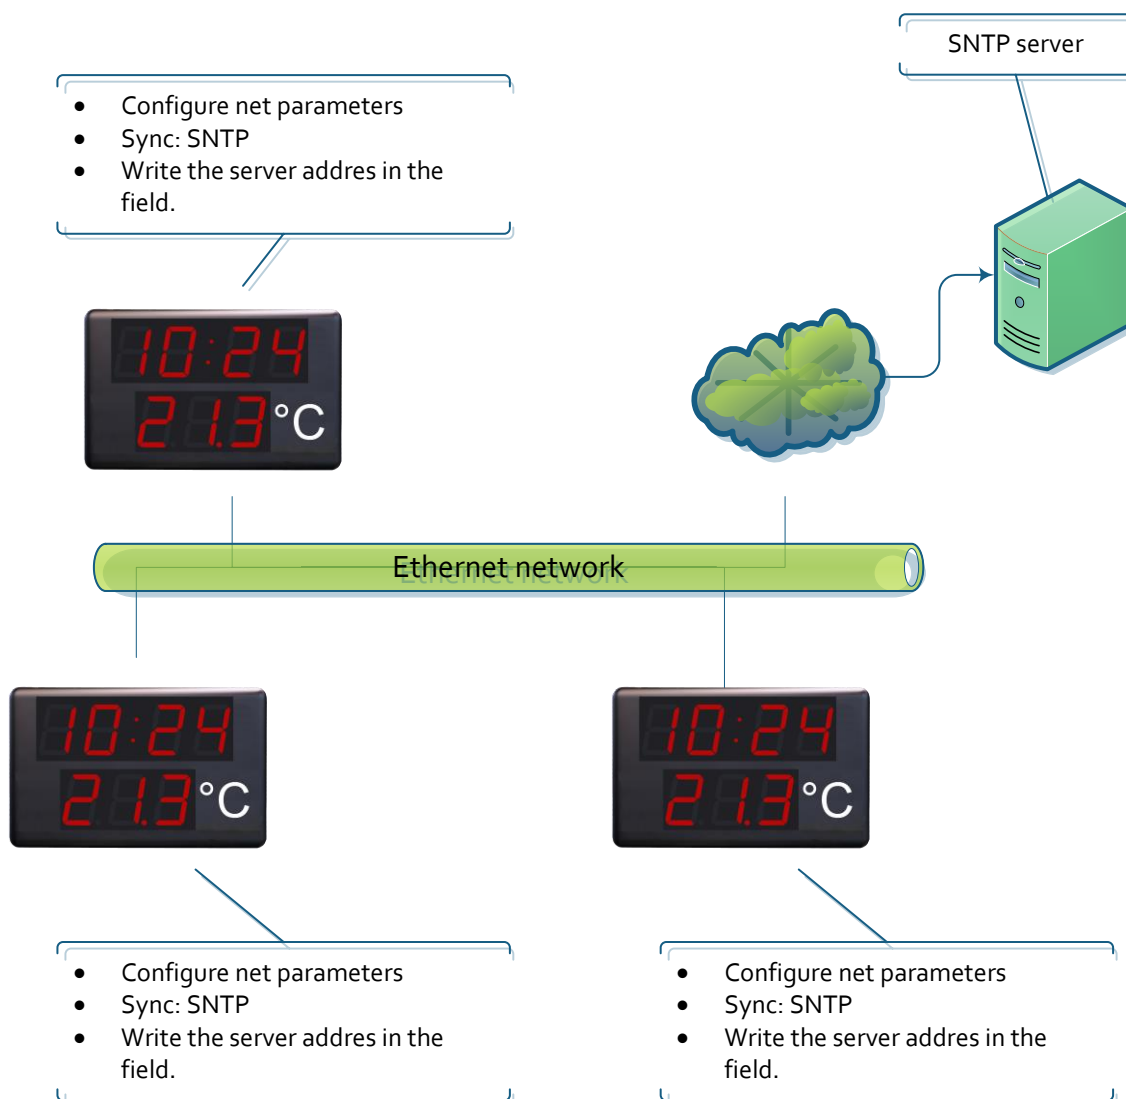 SNTP server
• Configure net parameters
• Sync: SNTP
• Write the server addres in the
field.
10:24
21.3 °C
Ethernet network
10:24
21.3 °C
10:24
21.3 °C
• Configure net parameters
• Sync: SNTP
• Write the server addres in the
field.
• Configure net parameters
• Sync: SNTP
• Write the server addres in the
field.